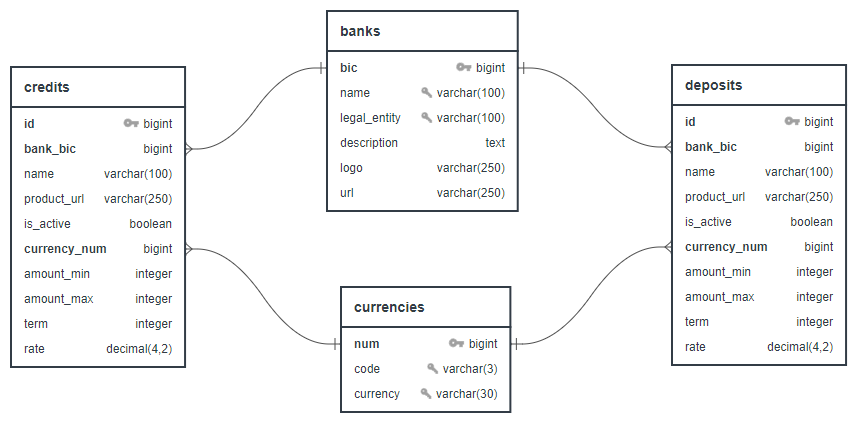 banks
bic bigint
name varchar(100)
legal_entity varchar(100)
description text
logo varchar(250)
url varchar(250)
credits
id bigint
bank_bic bigint
name varchar(100)
product_url varchar(250)
is_active boolean
currency_num bigint
amount_min integer
amount_max integer
term integer
rate decimal(4,2)
deposits
id bigint
bank_bic bigint
name varchar(100)
product_url varchar(250)
is_active boolean
currency_num bigint
amount_min integer
amount_max integer
term integer
rate decimal(4,2)
currencies
num bigint
code varchar(3)
currency varchar(30)